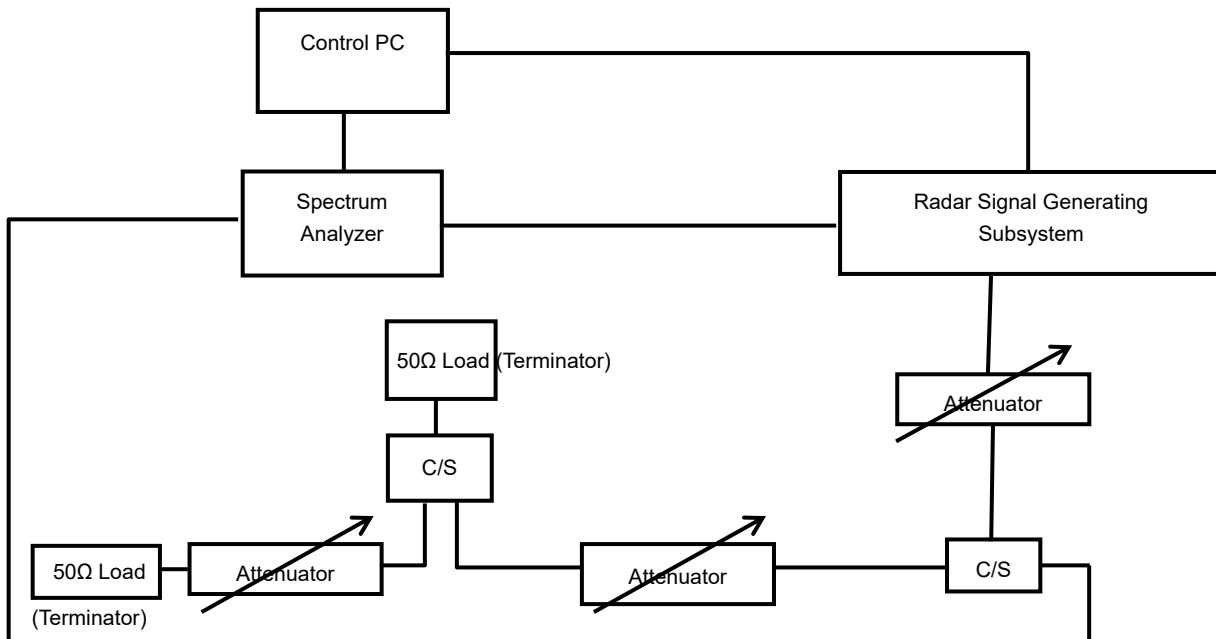 Control PC
Spectrum
Analyzer
Radar Signal Generating
Subsystem
50Ω Load (Terminator)
Attenuator
C/S
50Ω Load
(Terminator)
Attenuator
Attenuator
C/S